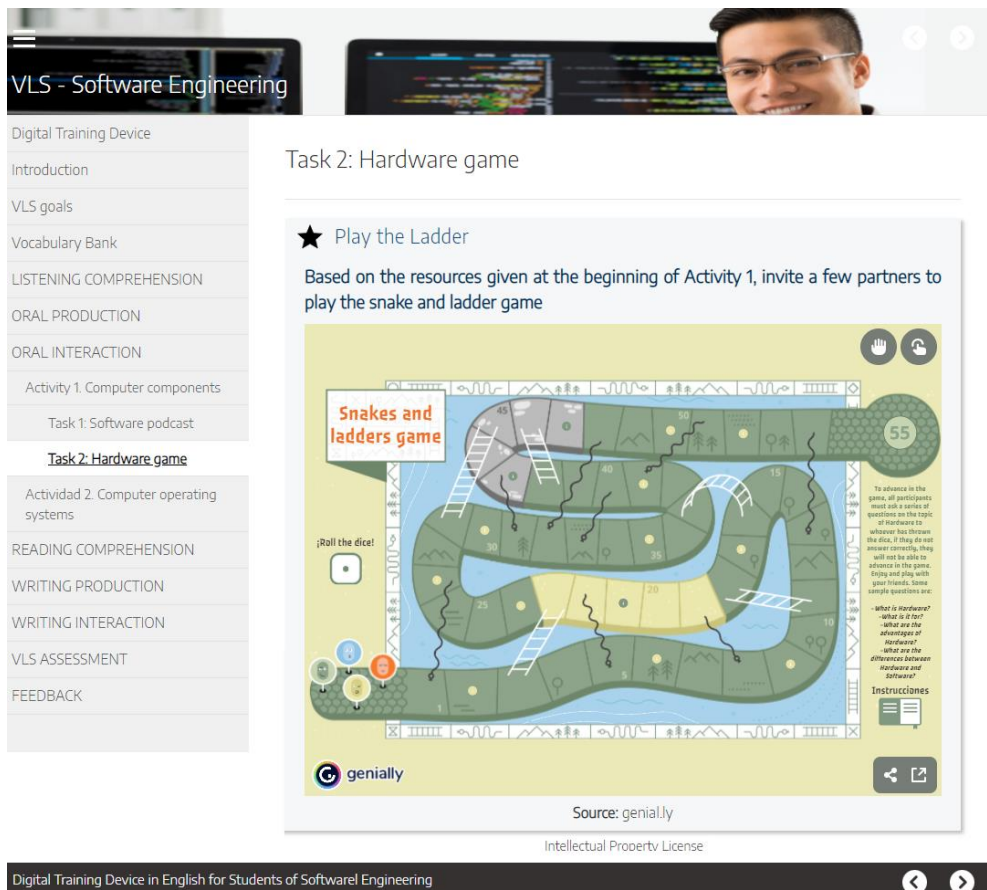 VLS - Software Engineering
Digital Training Device
Introduction
VLS goals
Vocabulary Bank
LISTENING COMPREHENSION
ORAL PRODUCTION
ORAL INTERACTION
Activity 1. Computer components
Task 1: Software podcast
Task 2: Hardware game
Actividad 2. Computer operating
systems
READING COMPREHENSION
WRITING PRODUCTION
WRITING INTERACTION
VLS ASSESSMENT
FEEDBACK
Task 2: Hardware game
Play the Ladder
Based on the resources given at the beginning of Activity 1, invite a few partners to
play the snake and ladder game
Snakes and
ladders game
¡Roll the dice!
45
50
55
40
15
30
35
25
20
10
5
1
To advance in the
game, all participants
must ask a series of
questions on the topic
of Hardware to
whoever has thrown
the dice, if they do not
answer correctly, they
will not be able to
advance in the game.
Enjoy and play with
your friends. Some
sample questions are:
-What is Hardware?
-What is it for?
-What are the
advantages of
Hardware?
-What are the
differences between
Hardware and
Software?
Instrucciones
genially
Source: genial.ly
Intellectual Property License
Digital Training Device in English for Students of Softwarel Engineering